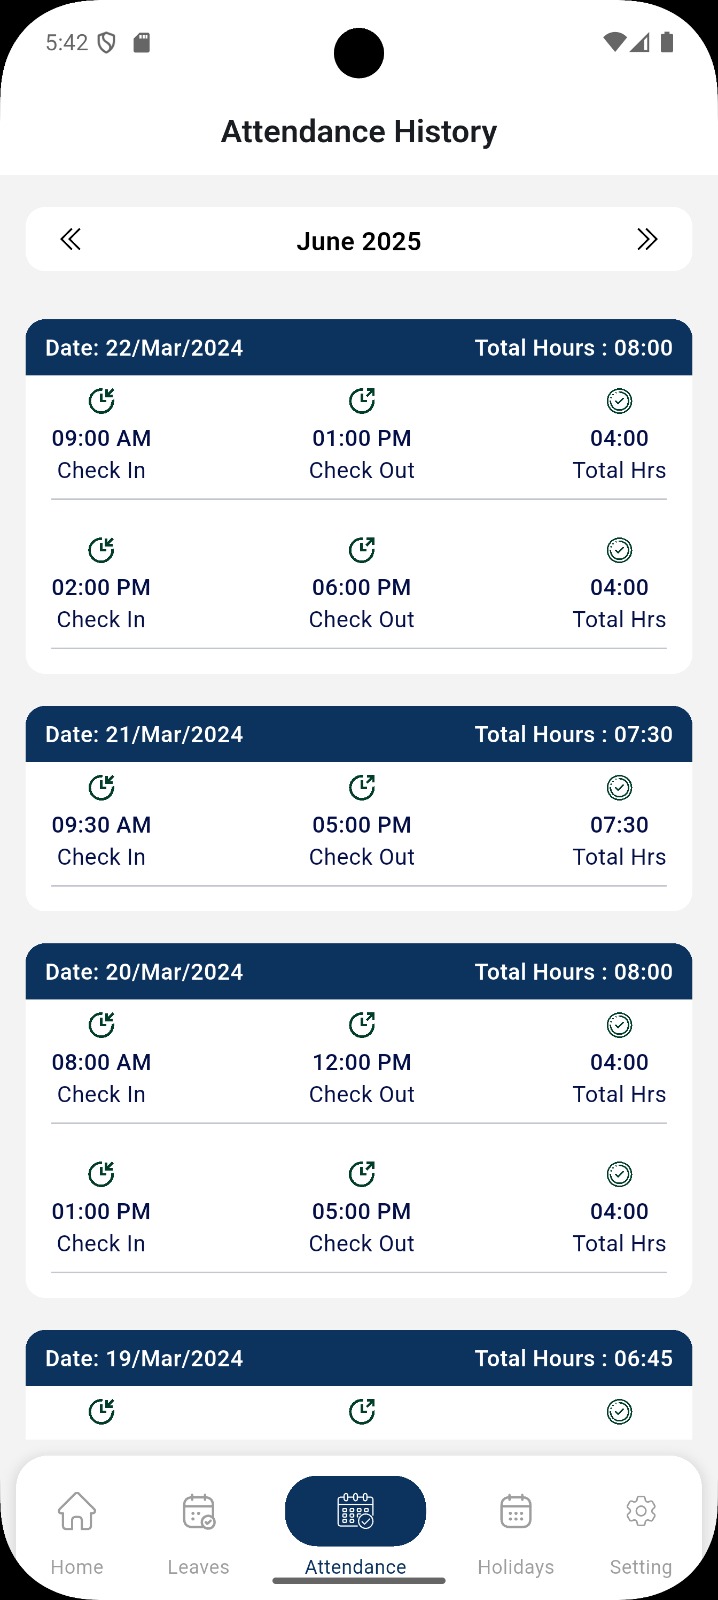 5:42
Attendance History
June 2025
Date: 22/Mar/2024 Total Hours : 08:00
09:00 AM 01:00 PM 04:00
Check In Check Out Total Hrs
02:00 PM 06:00 PM 04:00
Check In Check Out Total Hrs
Date: 21/Mar/2024 Total Hours : 07:30
09:30 AM 05:00 PM 07:30
Check In Check Out Total Hrs
Date: 20/Mar/2024 Total Hours : 08:00
08:00 AM 12:00 PM 04:00
Check In Check Out Total Hrs
01:00 PM 05:00 PM 04:00
Check In Check Out Total Hrs
Date: 19/Mar/2024 Total Hours : 06:45
Home Leaves Attendance Holidays Setting